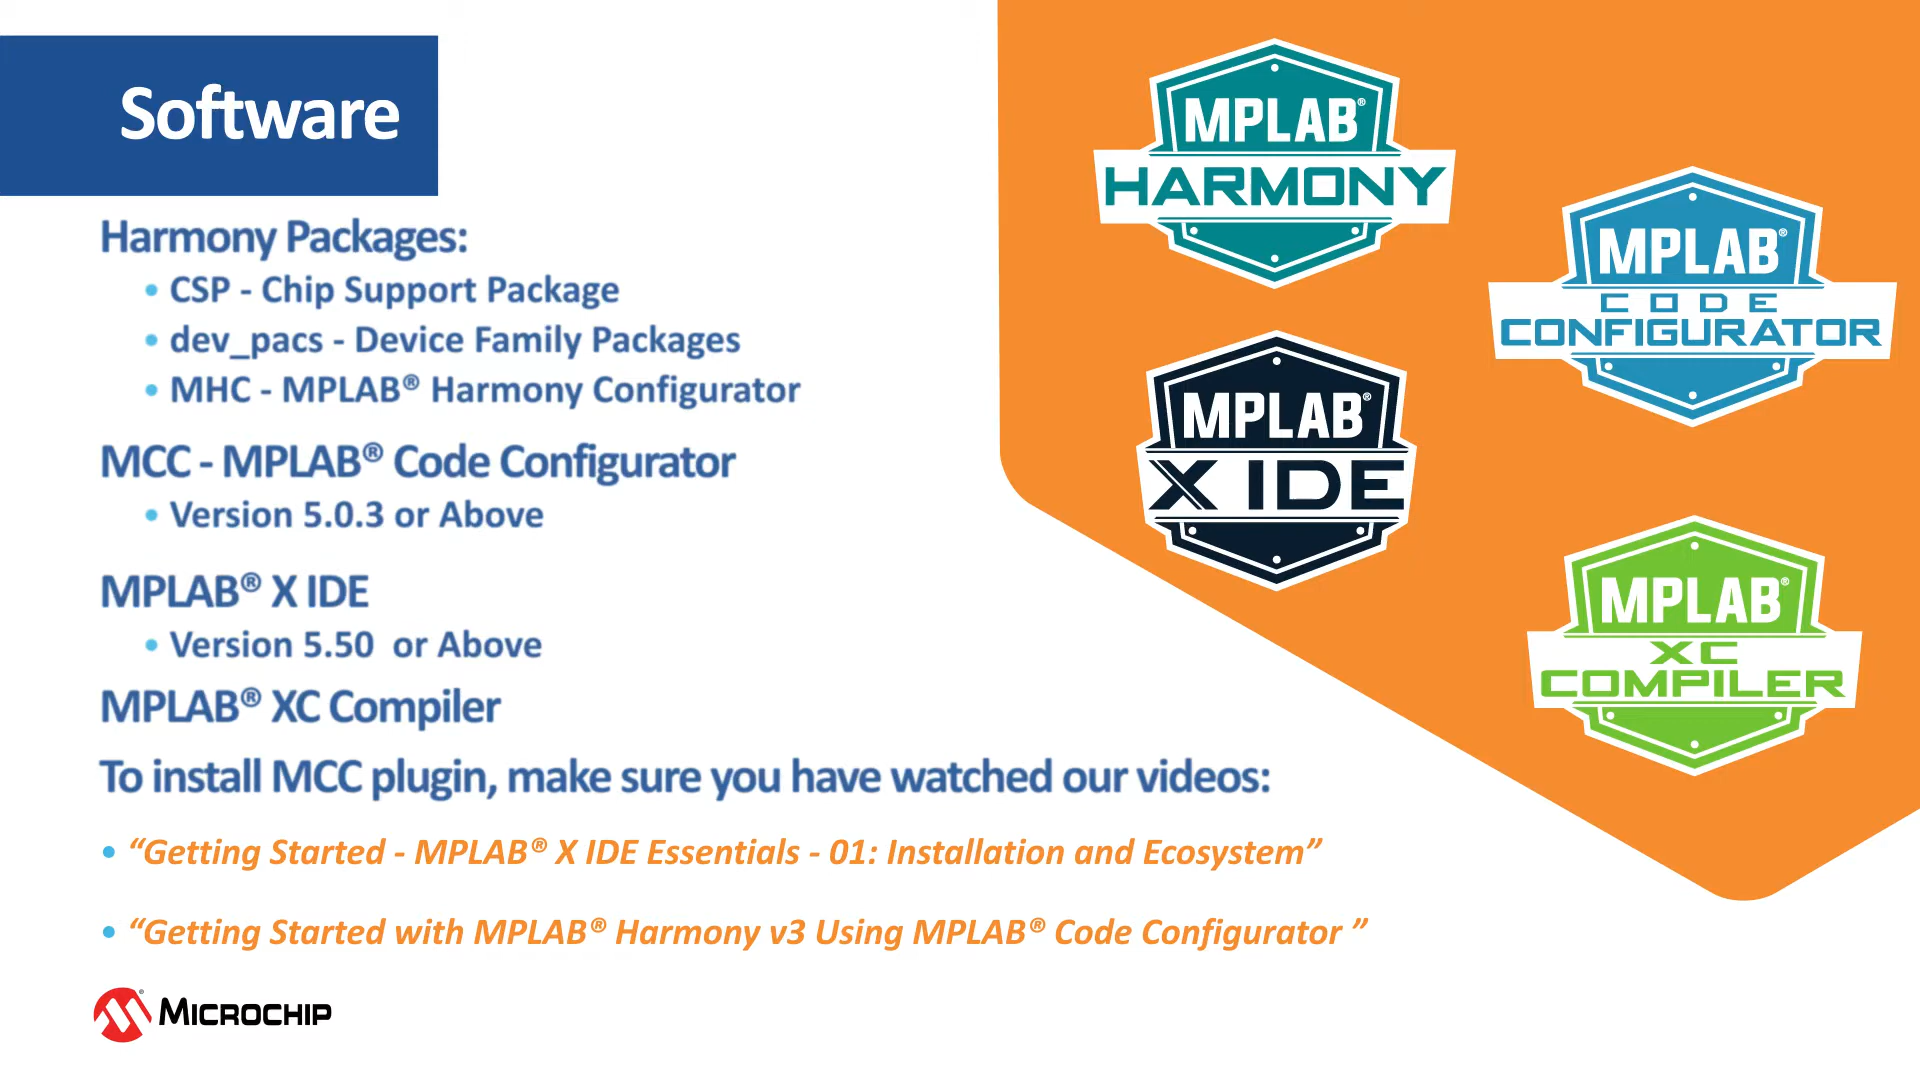 Software
Harmony Packages:
• CSP - Chip Support Package
• dev_pacs - Device Family Packages
• MHC - MPLAB® Harmony Configurator
MCC - MPLAB® Code Configurator
• Version 5.0.3 or Above
MPLAB® X IDE
• Version 5.50 or Above
MPLAB® XC Compiler
To install MCC plugin, make sure you have watched our videos:
• “Getting Started - MPLAB® X IDE Essentials - 01: Installation and Ecosystem”
• “Getting Started with MPLAB® Harmony v3 Using MPLAB® Code Configurator ”
MICROCHIP
MPLAB®
HARMONY
MPLAB®
CODE
CONFIGURATOR
MPLAB®
X IDE
MPLAB®
XC
COMPILER